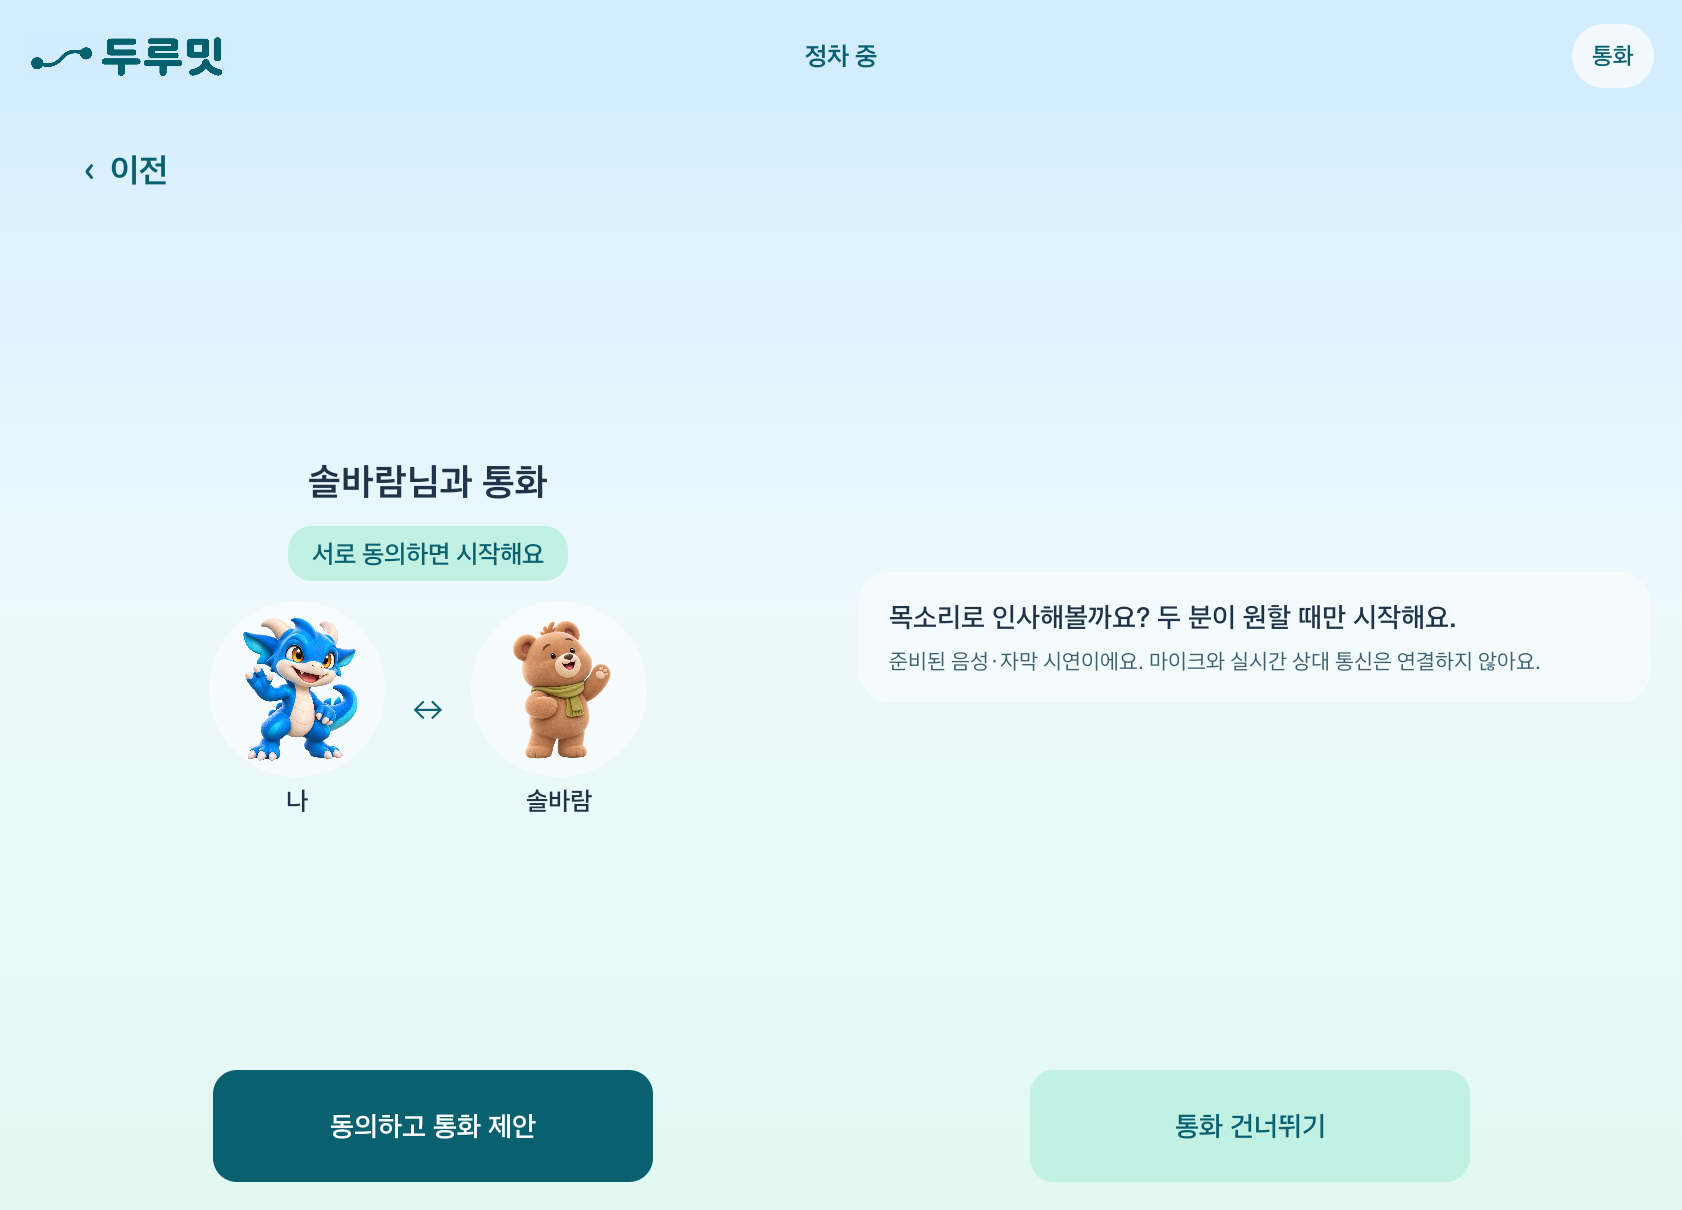 두루밋
정차 중
통화
‹ 이전
솔바람님과 통화
서로 동의하면 시작해요
나
↔
솔바람
목소리로 인사해볼까요? 두 분이 원할 때만 시작해요.
준비된 음성·자막 시연이에요. 마이크와 실시간 상대 통신은 연결하지 않아요.
동의하고 통화 제안
통화 건너뛰기